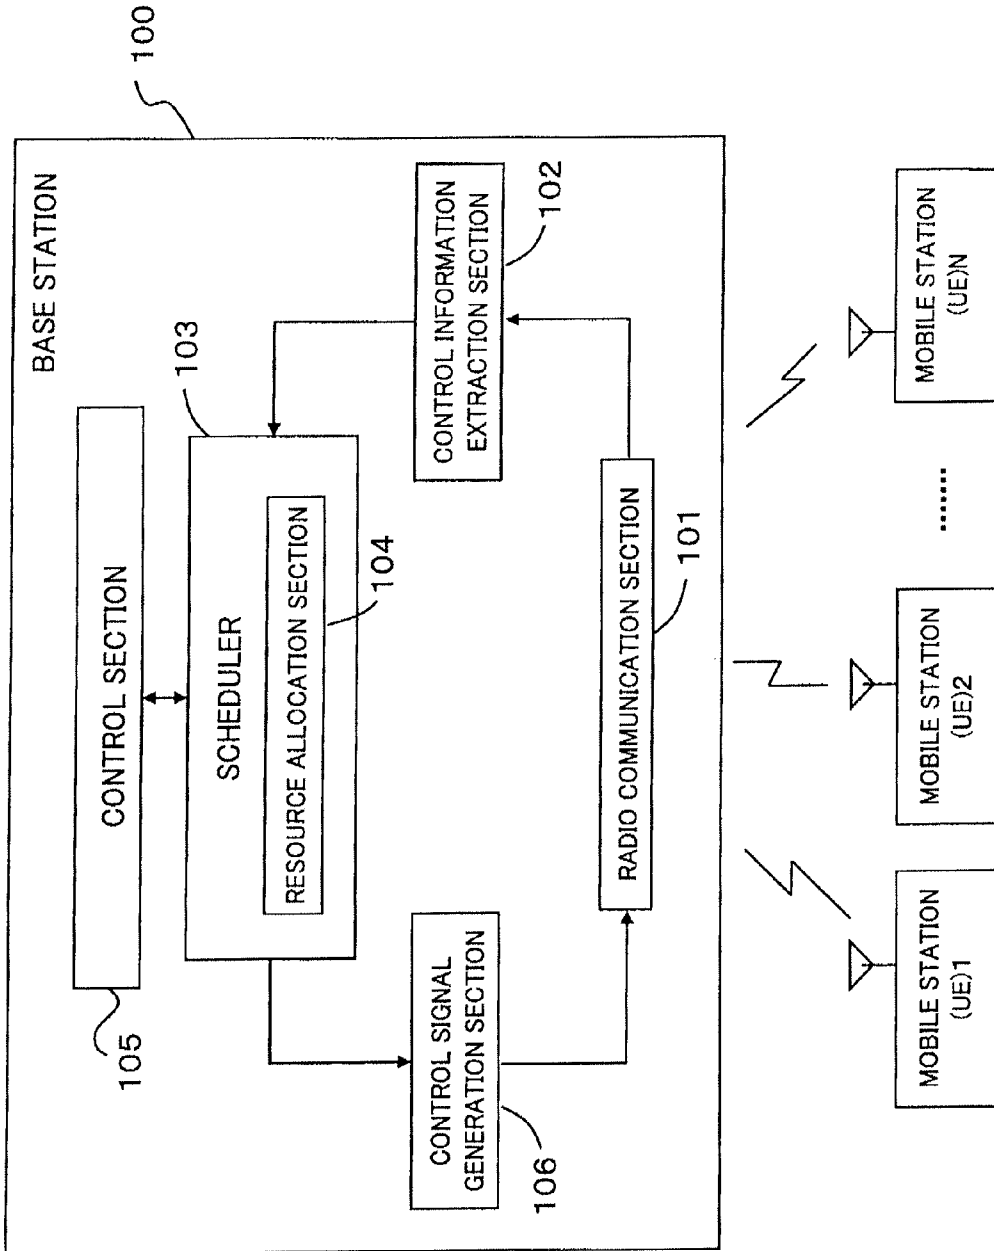 100
BASE STATION
CONTROL SECTION
105
103
SCHEDULER
RESOURCE ALLOCATION SECTION
104
CONTROL SIGNAL
GENERATION SECTION
106
CONTROL INFORMATION
EXTRACTION SECTION
102
RADIO COMMUNICATION SECTION
101
MOBILE STATION
(UE)1
MOBILE STATION
(UE)2
.......
MOBILE STATION
(UE)N